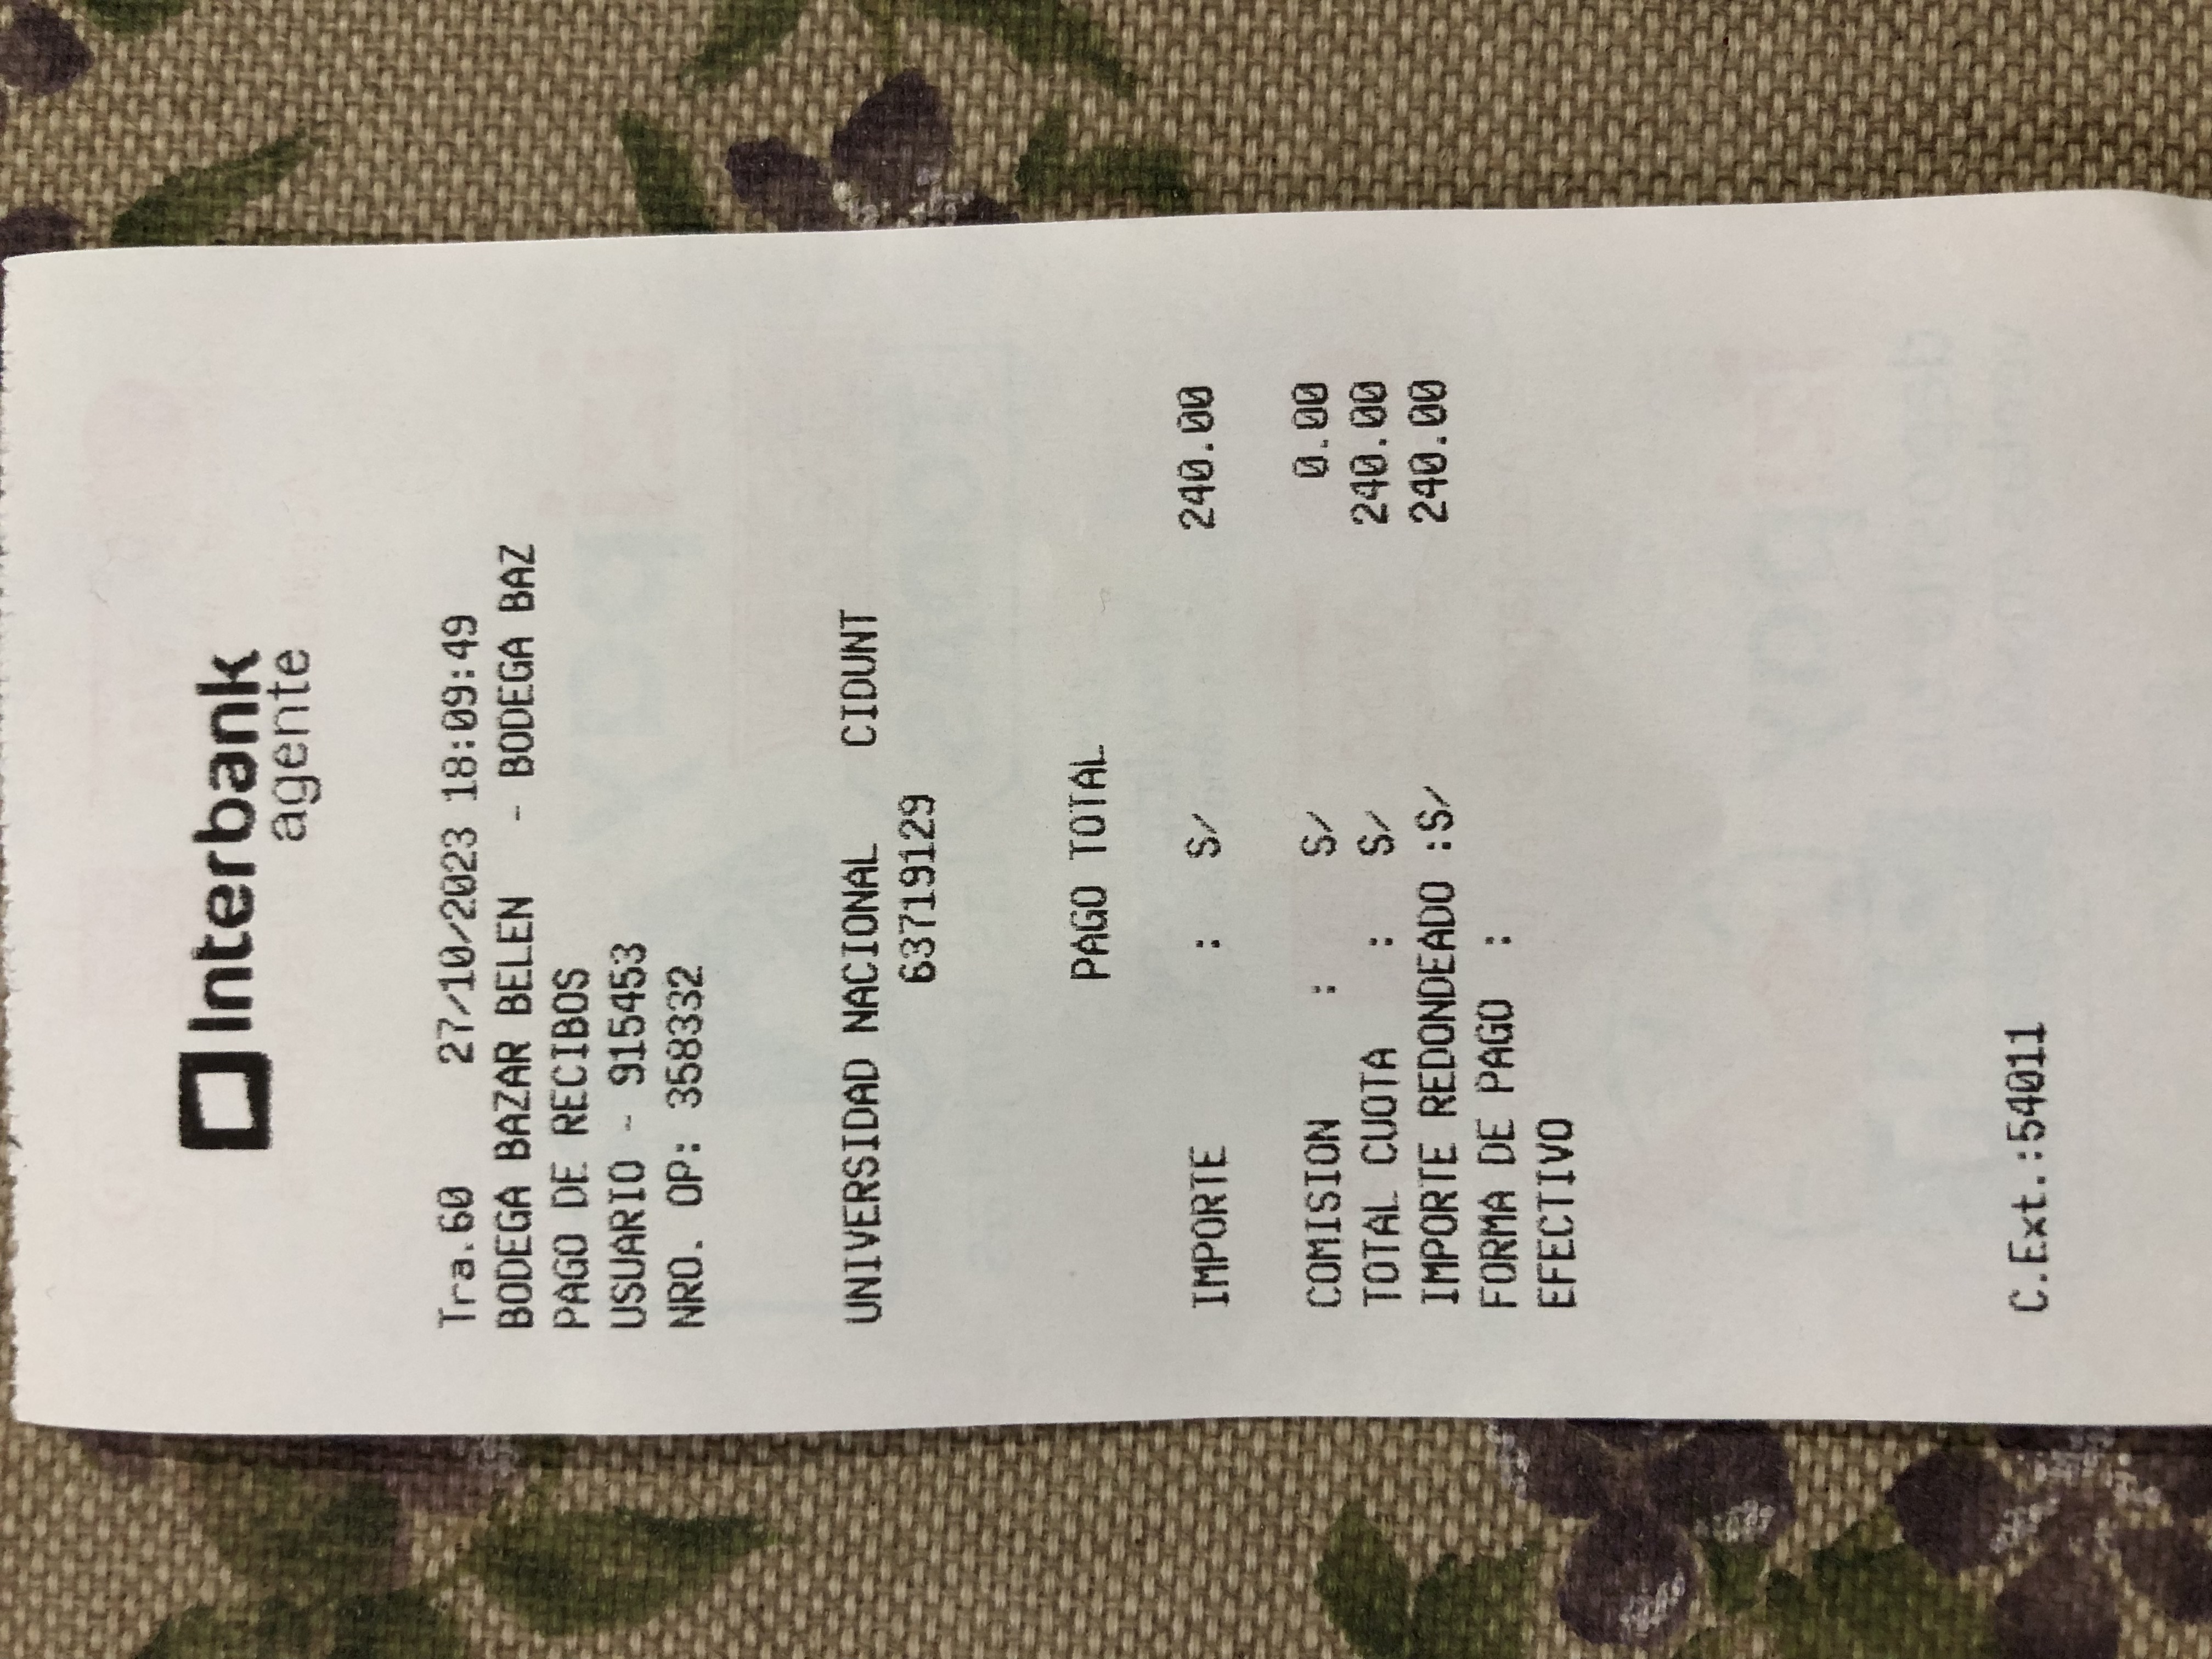 Interbank
agente
Tra.60 27/10/2023 18:09:49
BODEGA BAZAR BELEN - BODEGA BAZ
PAGO DE RECIBOS
USUARIO - 915453
NRO. OP: 358332
UNIVERSIDAD NACIONAL CIDUNT
63719129
PAGO TOTAL
IMPORTE : S/ 240.00
COMISION : S/ 0.00
TOTAL CUOTA : S/ 240.00
IMPORTE REDONDEADO :S/ 240.00
FORMA DE PAGO :
EFECTIVO
C.Ext.:54011